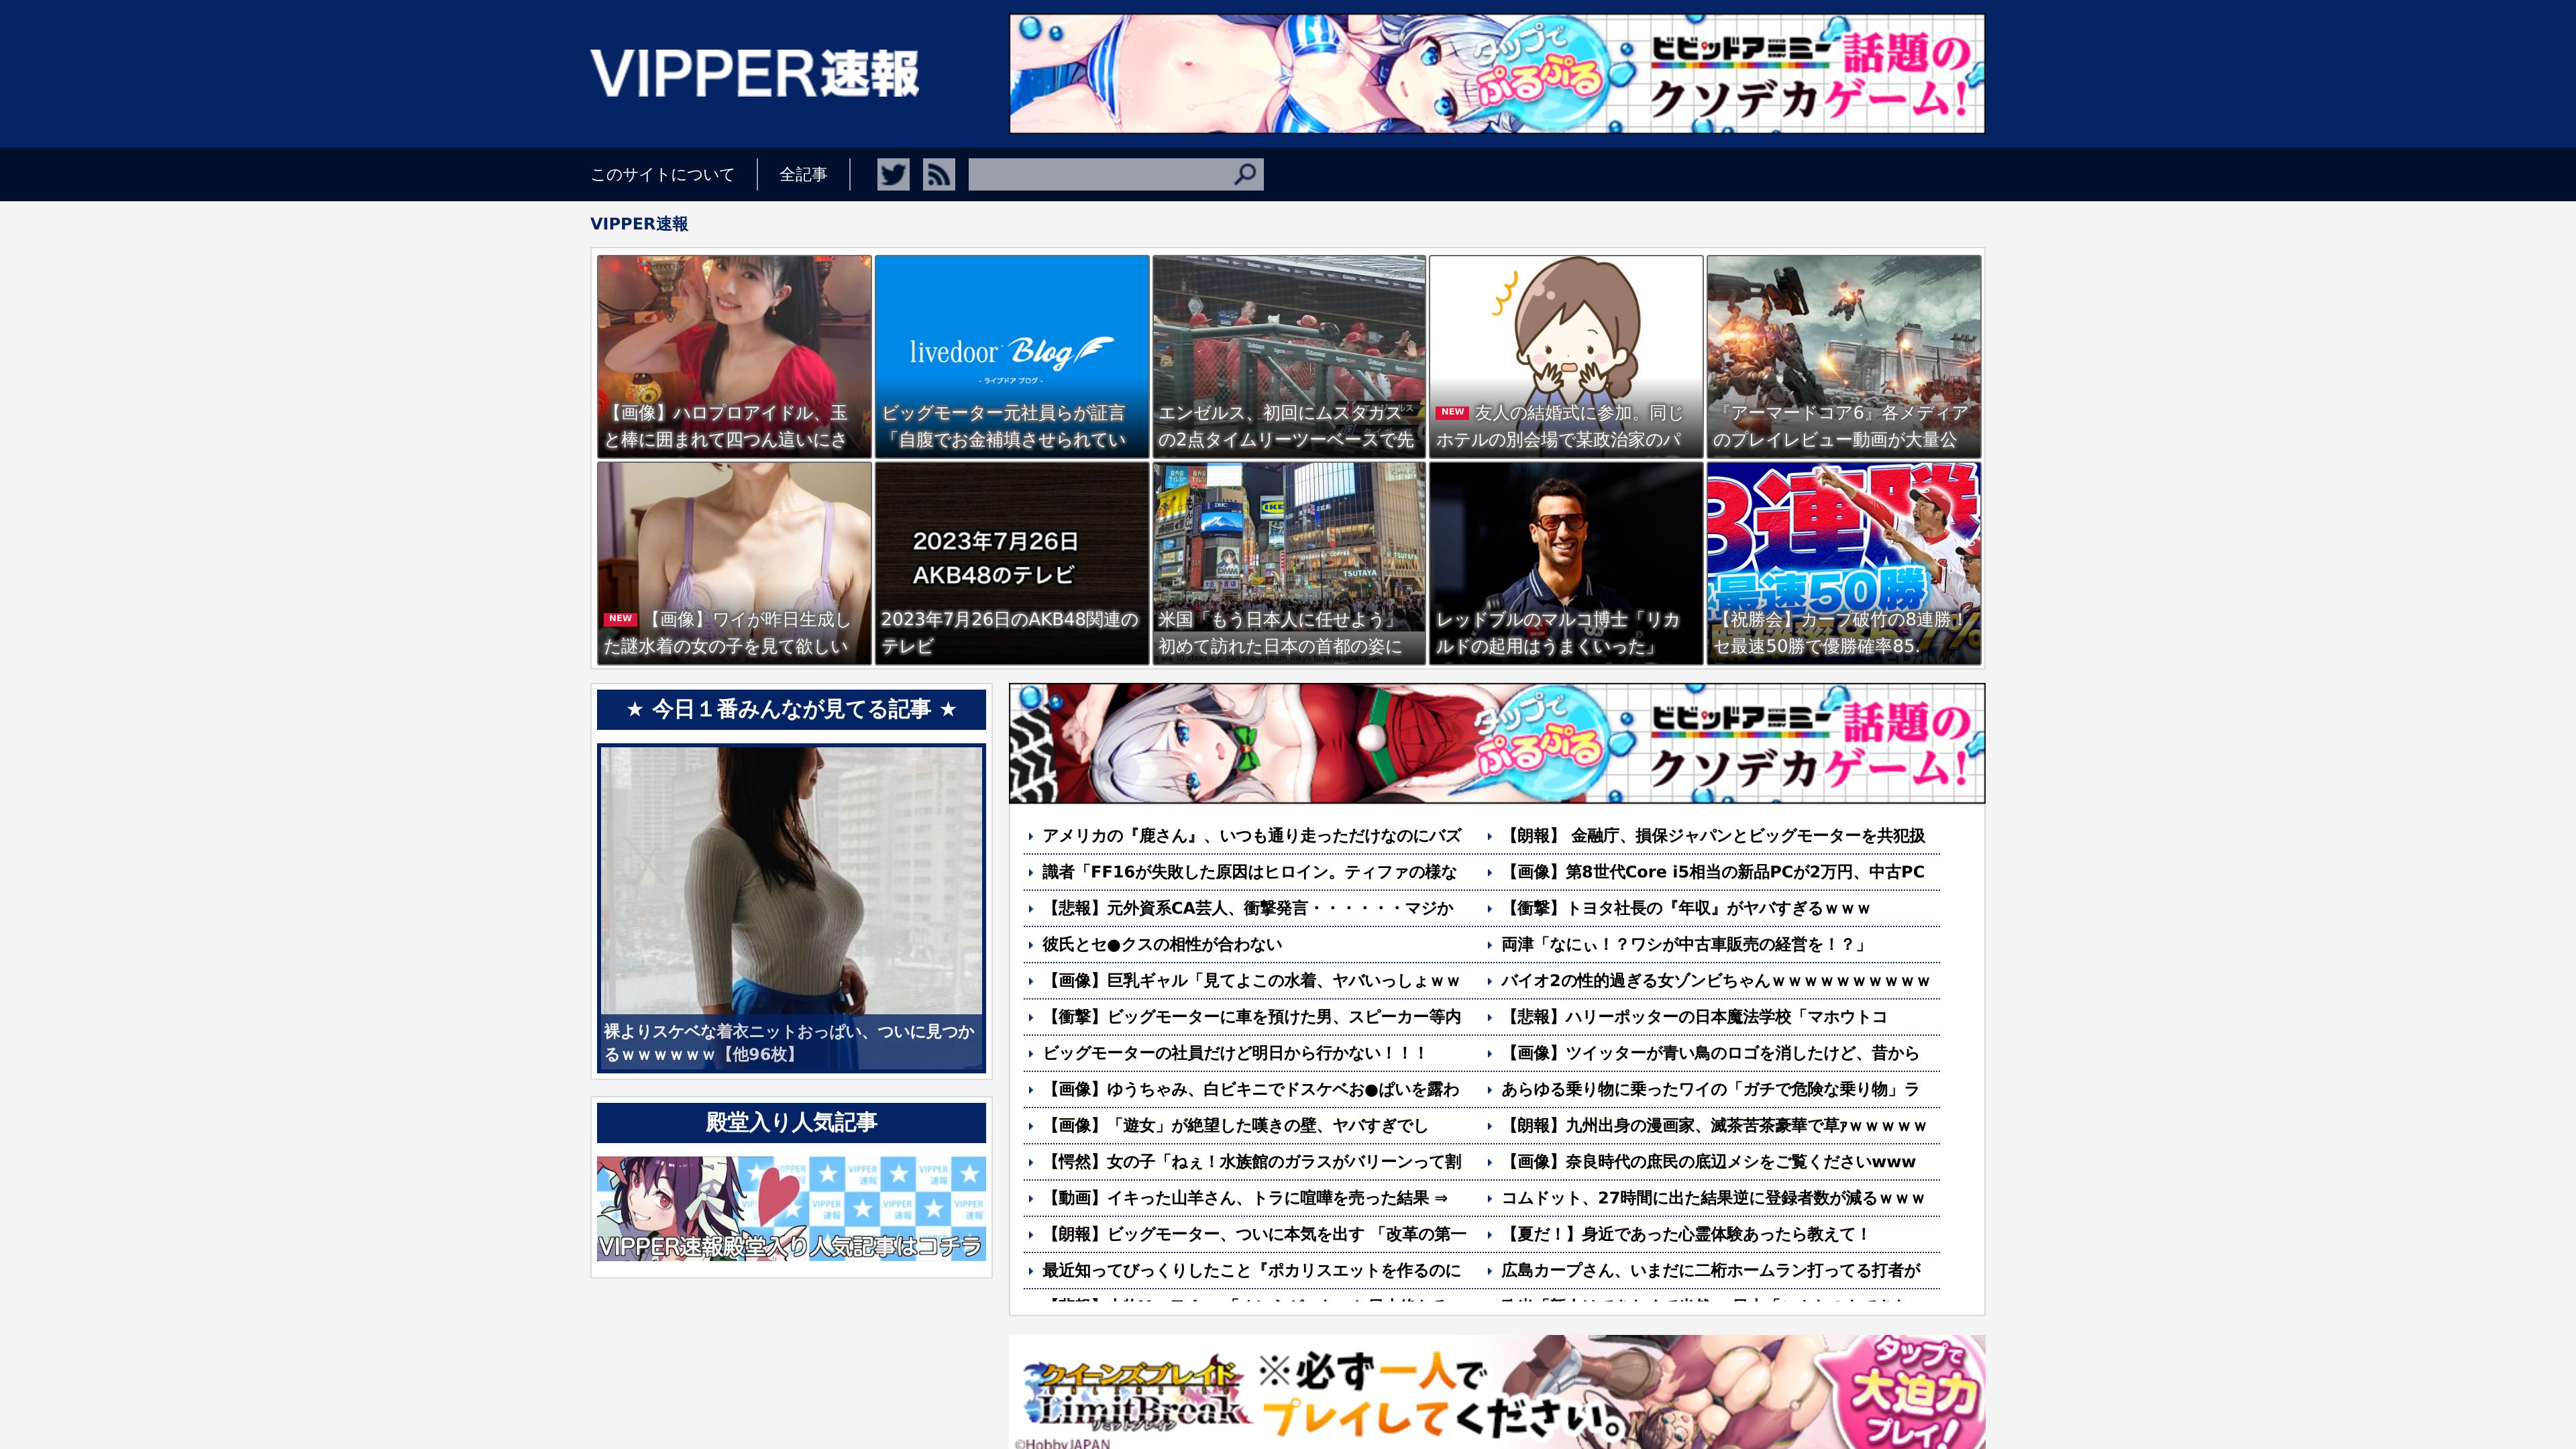 VIPPER速報
タップで
ぷるぷる
ビビッドアーミー 話題の
クソデカゲーム!
このサイトについて
全記事
VIPPER速報
【画像】ハロプロアイドル、玉
と棒に囲まれて四つん這いにさ
livedoor Blog
- ライブドア ブログ -
ビッグモーター元社員らが証言
「自腹でお金補填させられてい
エンゼルス、初回にムスタガス
の2点タイムリーツーベースで先
NEW 友人の結婚式に参加。同じ
ホテルの別会場で某政治家のパ
『アーマードコア6』各メディア
のプレイレビュー動画が大量公
NEW 【画像】ワイが昨日生成し
た謎水着の女の子を見て欲しい
2023年7月26日
AKB48のテレビ
2023年7月26日のAKB48関連の
テレビ
DHC
TSUTAYA
米国「もう日本人に任せよう」
初めて訪れた日本の首都の姿に
レッドブルのマルコ博士「リカ
ルドの起用はうまくいった」
8連勝
最速50勝
【祝勝会】カープ破竹の8連勝!
セ最速50勝で優勝確率85.
★ 今日１番みんなが見てる記事 ★
裸よりスケベな着衣ニットおっぱい、ついに見つか
るｗｗｗｗｗｗ【他96枚】
殿堂入り人気記事
VIPPER速報殿堂入り人気記事はコチラ
タップで
ぷるぷる
ビビッドアーミー 話題の
クソデカゲーム!
アメリカの『鹿さん』、いつも通り走っただけなのにバズ
【朗報】 金融庁、損保ジャパンとビッグモーターを共犯扱
識者「FF16が失敗した原因はヒロイン。ティファの様な
【画像】第8世代Core i5相当の新品PCが2万円、中古PC
【悲報】元外資系CA芸人、衝撃発言・・・・・・マジか
【衝撃】トヨタ社長の『年収』がヤバすぎるｗｗｗ
彼氏とセ●クスの相性が合わない
両津「なにぃ！？ワシが中古車販売の経営を！？」
【画像】巨乳ギャル「見てよこの水着、ヤバいっしょｗｗ
バイオ2の性的過ぎる女ゾンビちゃんｗｗｗｗｗｗｗｗｗｗ
【衝撃】ビッグモーターに車を預けた男、スピーカー等内
【悲報】ハリーポッターの日本魔法学校「マホウトコ
ビッグモーターの社員だけど明日から行かない！！！
【画像】ツイッターが青い鳥のロゴを消したけど、昔から
【画像】ゆうちゃみ、白ビキニでドスケベお●ぱいを露わ
あらゆる乗り物に乗ったワイの「ガチで危険な乗り物」ラ
【画像】「遊女」が絶望した嘆きの壁、ヤバすぎでし
【朗報】九州出身の漫画家、滅茶苦茶豪華で草ｧｗｗｗｗｗ
【愕然】女の子「ねぇ！水族館のガラスがバリーンって割
【画像】奈良時代の庶民の底辺メシをご覧くださいwww
【動画】イキった山羊さん、トラに喧嘩を売った結果 ⇒
コムドット、27時間に出た結果逆に登録者数が減るｗｗｗ
【朗報】ビッグモーター、ついに本気を出す 「改革の第一
【夏だ！】身近であった心霊体験あったら教えて！
最近知ってびっくりしたこと『ポカリスエットを作るのに
広島カープさん、いまだに二桁ホームラン打ってる打者が
クイーンズブレイド
LimitBreak
リミットブレイク
※必ず一人で
プレイしてください。
タップで
大迫力
プレイ!
©HobbyJAPAN